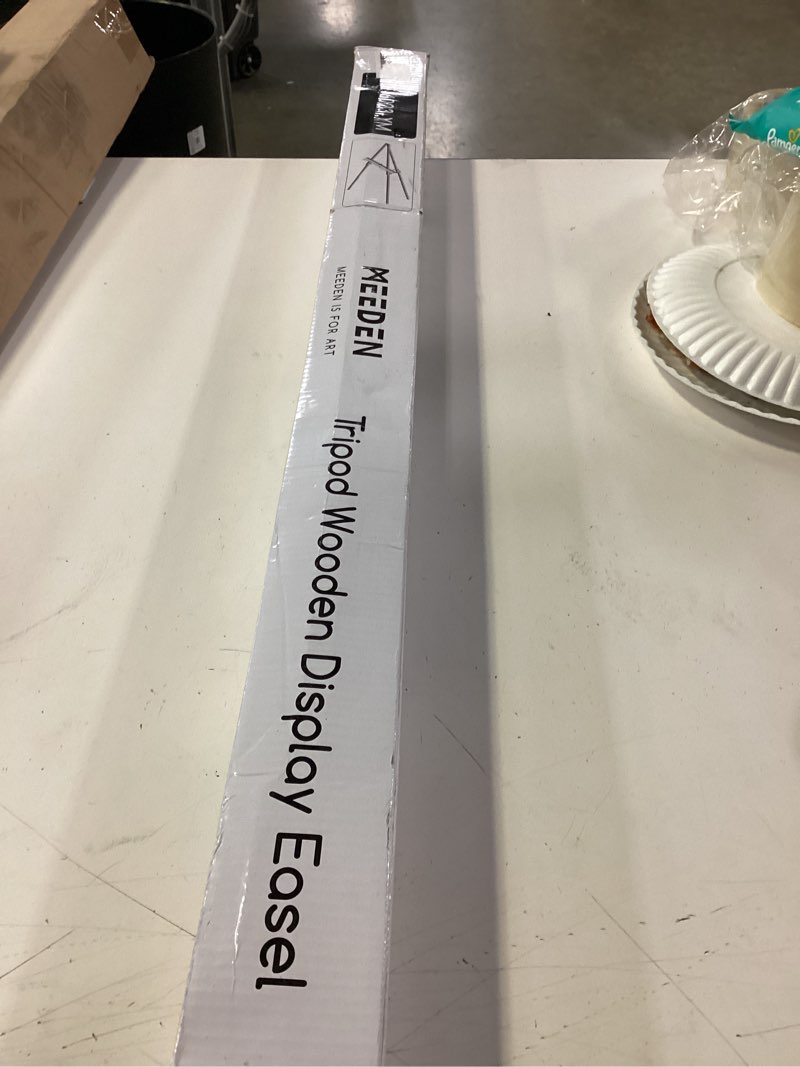 MEEDEN
MEEDEN IS FOR ART
Tripod Wooden Display Easel